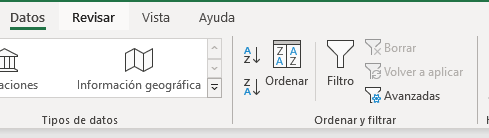 Datos Revisar Vista Ayuda
Borrar
Volver a aplicar
Avanzadas
aciones Información geográfica Ordenar Filtro
Tipos de datos Ordenar y filtrar